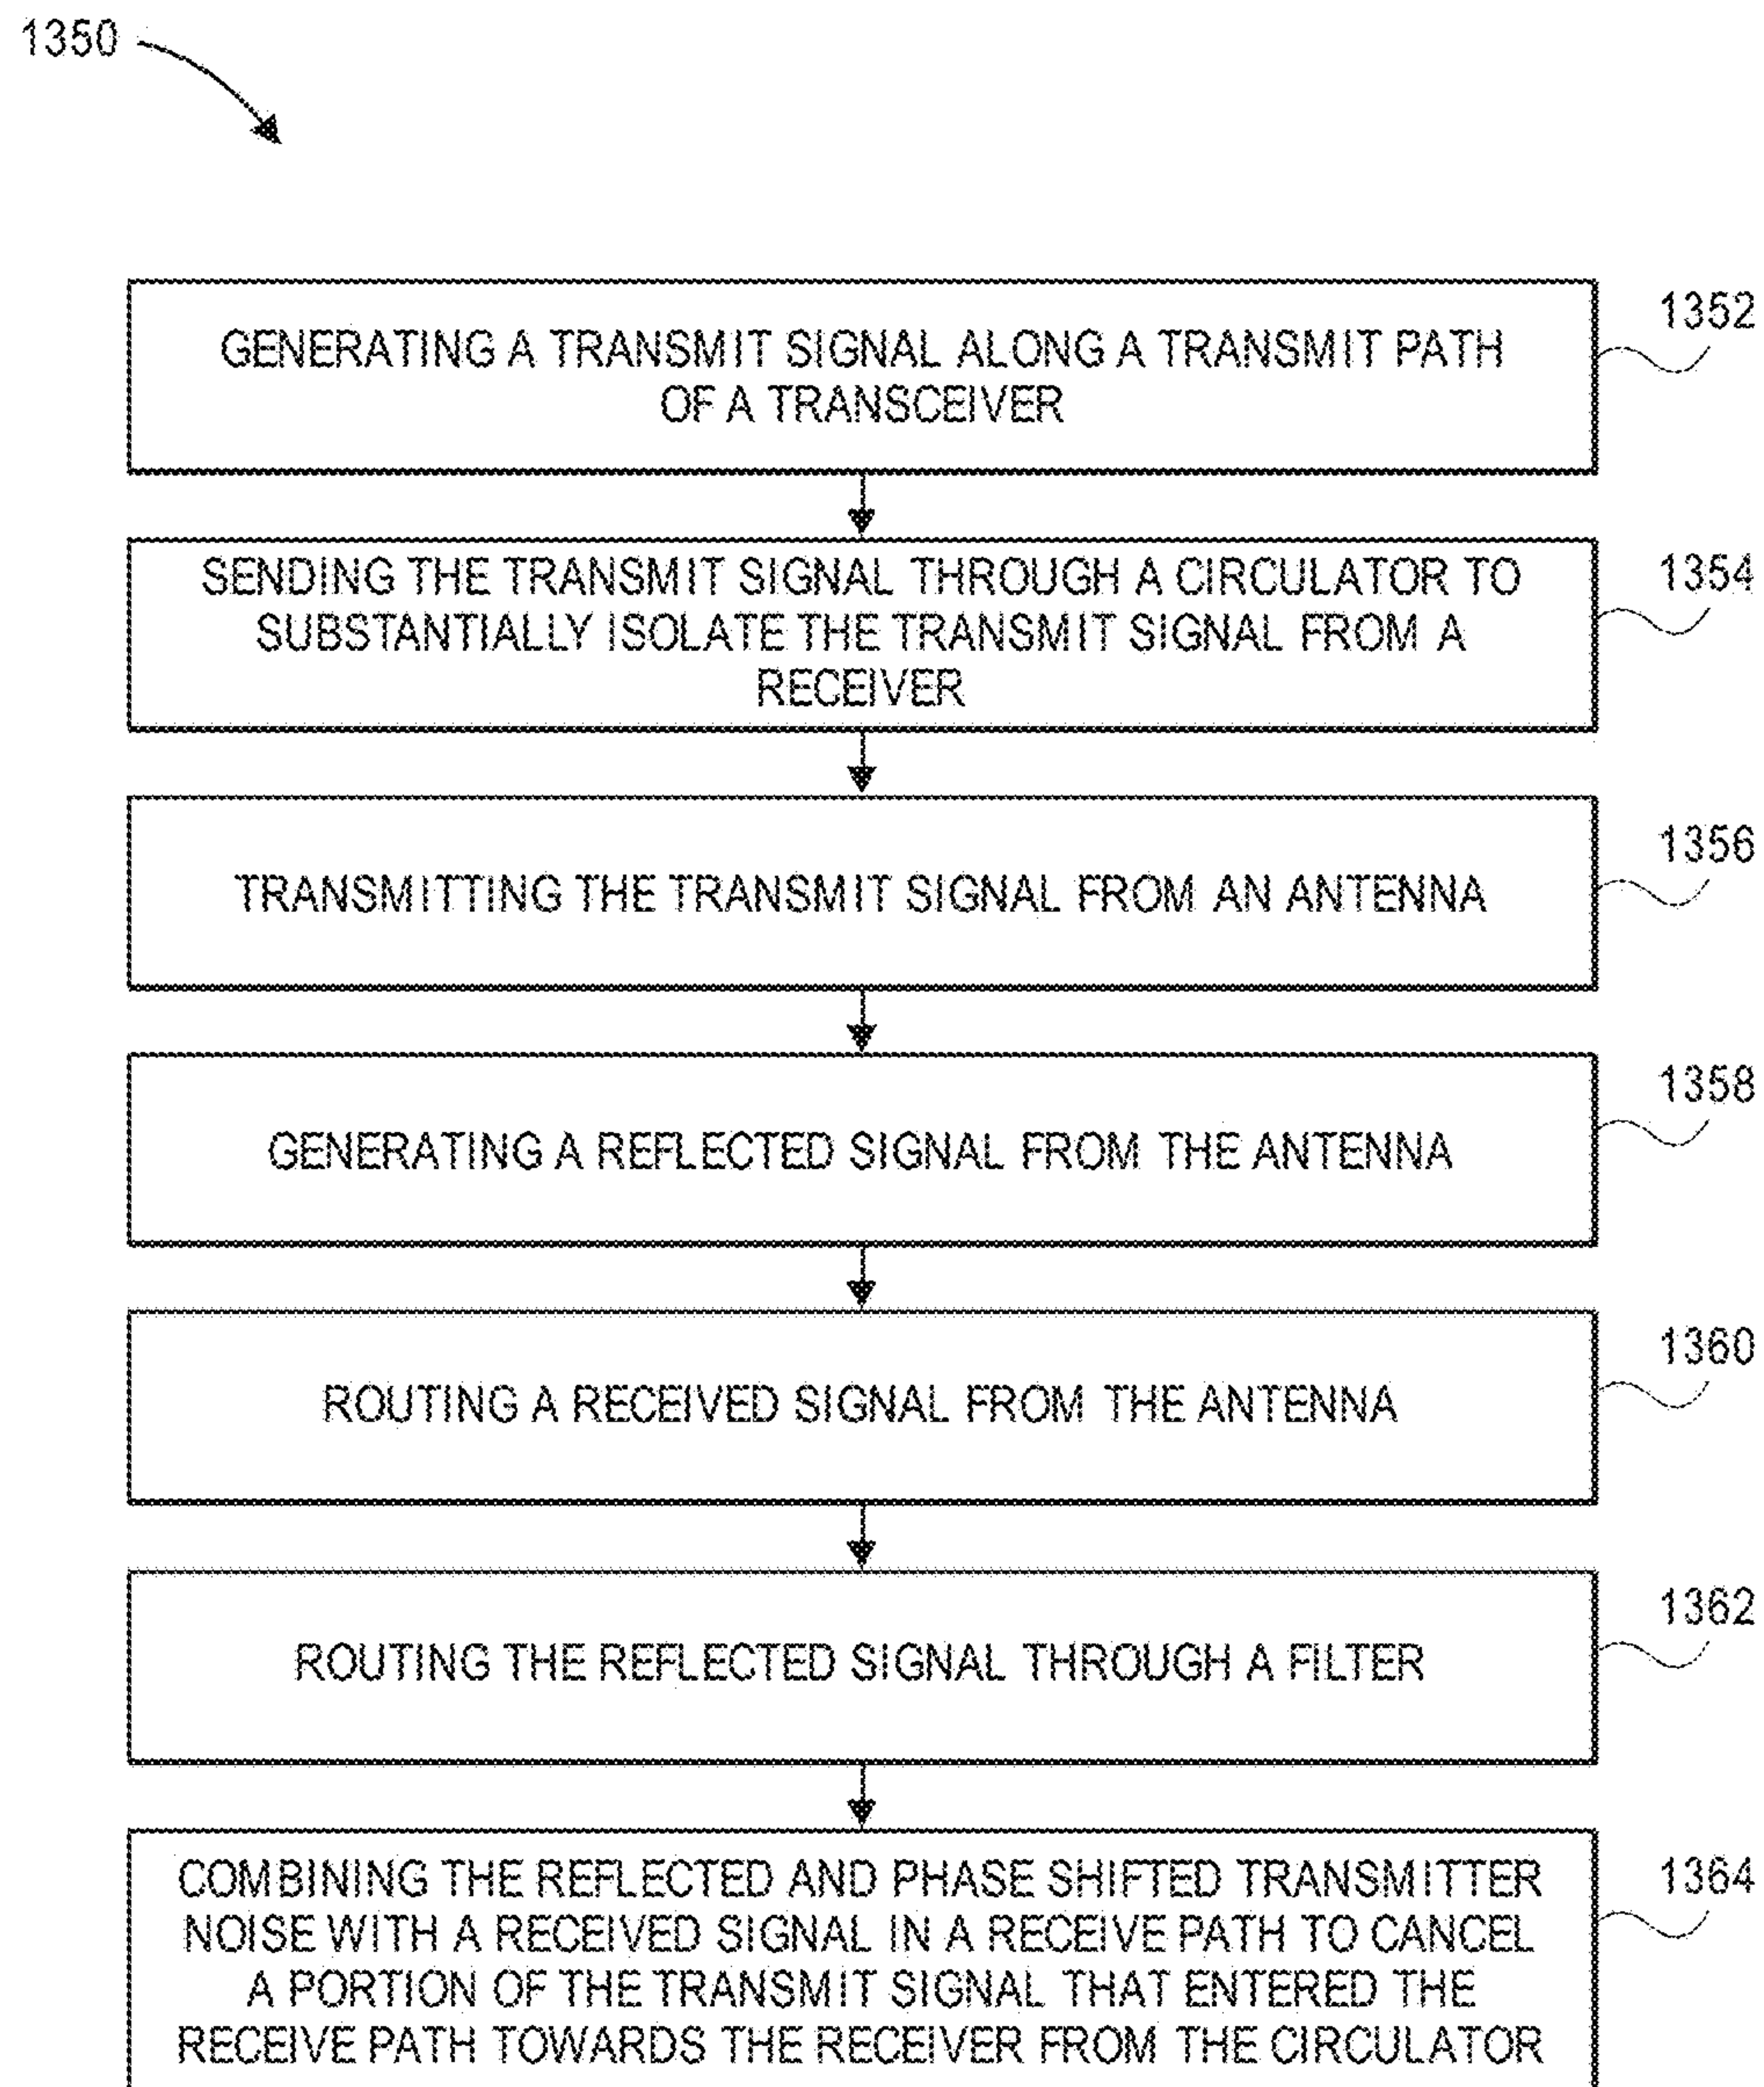 1350
GENERATING A TRANSMIT SIGNAL ALONG A TRANSMIT PATH
OF A TRANSCEIVER
1352
SENDING THE TRANSMIT SIGNAL THROUGH A CIRCULATOR TO
SUBSTANTIALLY ISOLATE THE TRANSMIT SIGNAL FROM A
RECEIVER
1354
TRANSMITTING THE TRANSMIT SIGNAL FROM AN ANTENNA
1356
GENERATING A REFLECTED SIGNAL FROM THE ANTENNA
1358
ROUTING A RECEIVED SIGNAL FROM THE ANTENNA
1360
ROUTING THE REFLECTED SIGNAL THROUGH A FILTER
1362
COMBINING THE REFLECTED AND PHASE SHIFTED TRANSMITTER
NOISE WITH A RECEIVED SIGNAL IN A RECEIVE PATH TO CANCEL
A PORTION OF THE TRANSMIT SIGNAL THAT ENTERED THE
RECEIVE PATH TOWARDS THE RECEIVER FROM THE CIRCULATOR
1364